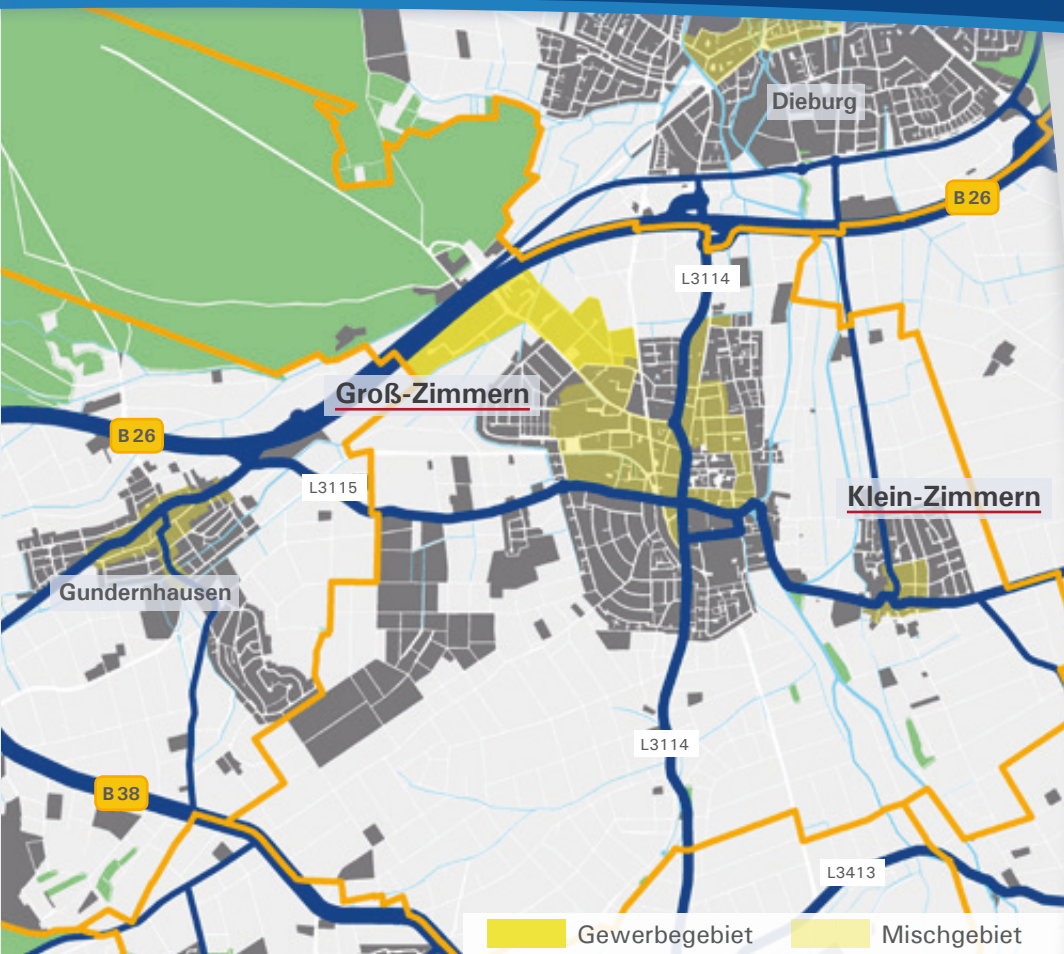 Dieburg
B 26
L3114
Groß-Zimmern
B 26
L3115
Klein-Zimmern
Gundernhausen
L3114
B 38
L3413
Gewerbegebiet
Mischgebiet